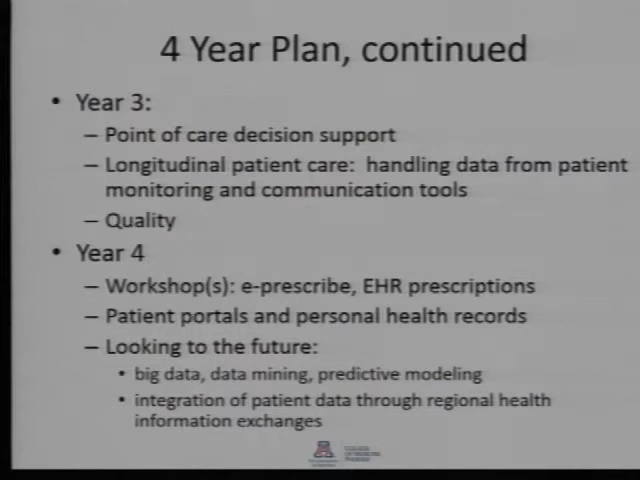 4 Year Plan, continued
• Year 3:
– Point of care decision support
– Longitudinal patient care: handling data from patient
monitoring and communication tools
– Quality
• Year 4
– Workshop(s): e-prescribe, EHR prescriptions
– Patient portals and personal health records
– Looking to the future:
• big data, data mining, predictive modeling
• integration of patient data through regional health
information exchanges